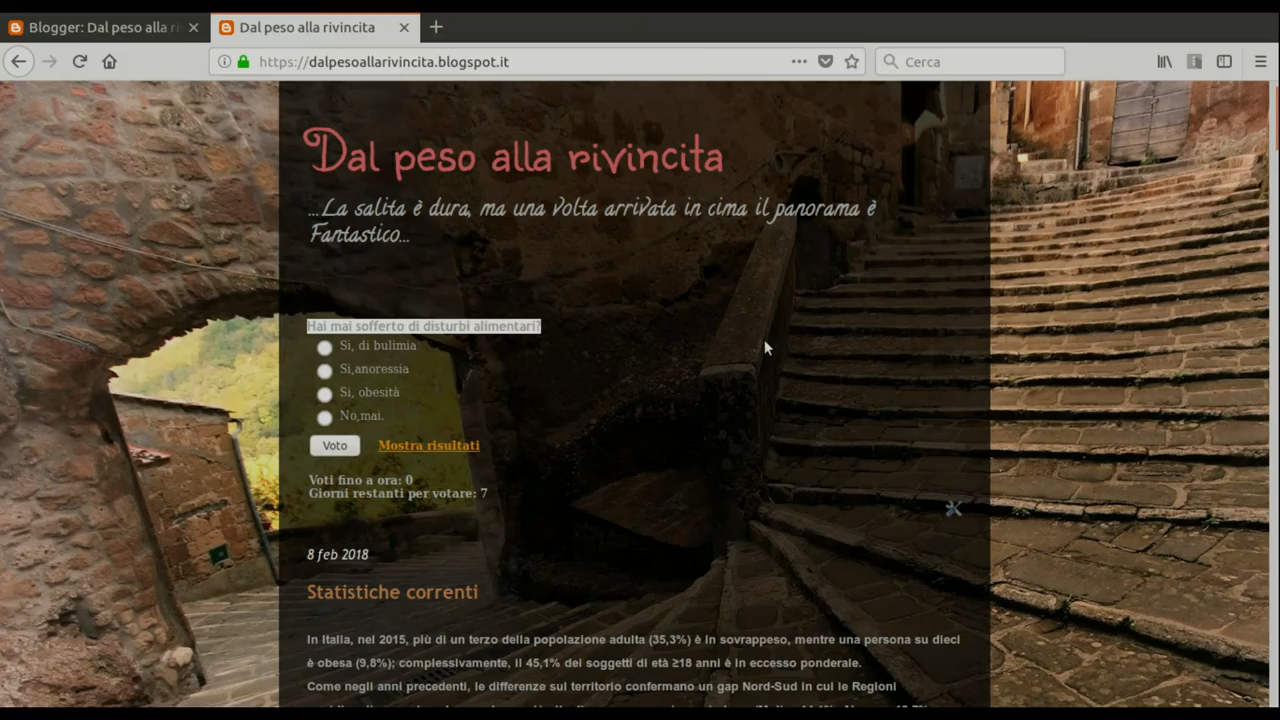 Blogger: Dal peso alla ri
Dal peso alla rivincita
https://dalpesoallarivincita.blogspot.it
Cerca
Dal peso alla rivincita
...La salita è dura, ma una volta arrivata in cima il panorama è
Fantastico...
Hai mai sofferto di disturbi alimentari?
Si, di bulimia
Si,anoressia
Si, obesità
No,mai.
Voto
Mostra risultati
Voti fino a ora: 0
Giorni restanti per votare: 7
8 feb 2018
Statistiche correnti
In Italia, nel 2015, più di un terzo della popolazione adulta (35,3%) è in sovrappeso, mentre una persona su dieci
è obesa (9,8%); complessivamente, il 45,1% dei soggetti di età ≥18 anni è in eccesso ponderale.
Come negli anni precedenti, le differenze sul territorio confermano un gap Nord-Sud in cui le Regioni